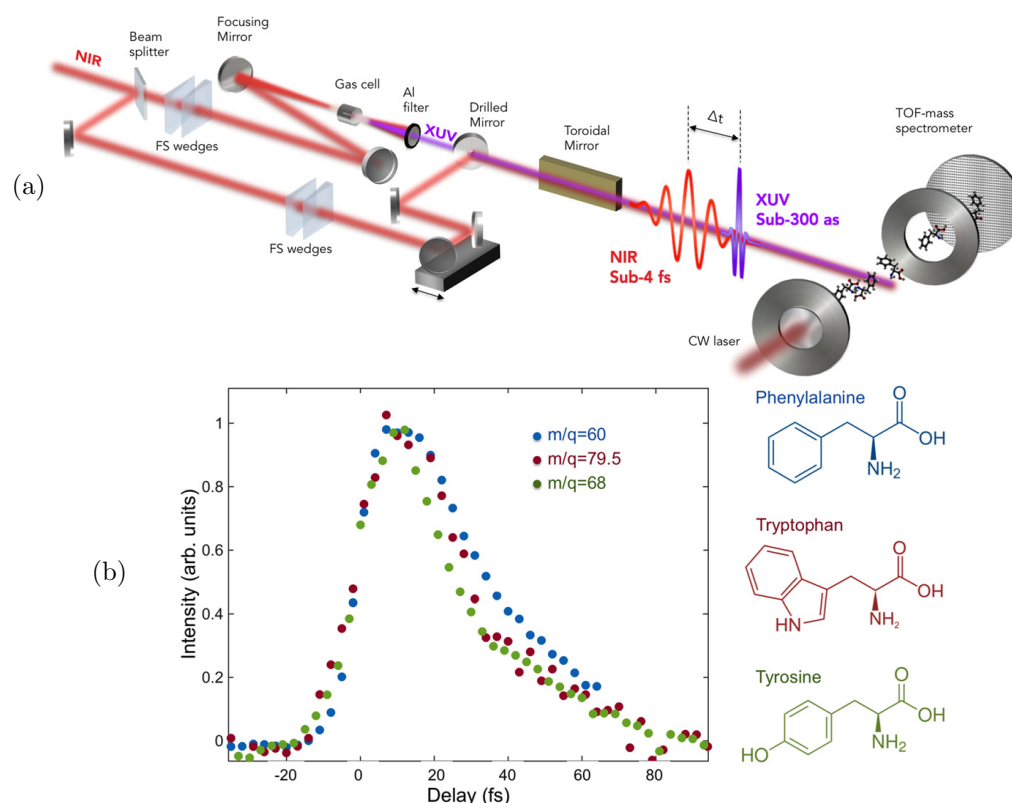 (a)
NIR
Beam
splitter
Focusing
Mirror
FS wedges
Gas cell
Al
filter
XUV
Drilled
Mirror
FS wedges
Toroidal
Mirror
Δt
NIR
Sub-4 fs
XUV
Sub-300 as
TOF-mass
spectrometer
CW laser
(b)
Intensity (arb. units)
1
0.8
0.6
0.4
0.2
0
-20
0
20
40
60
80
Delay (fs)
m/q=60
m/q=79.5
m/q=68
Phenylalanine
O
OH
NH₂
Tryptophan
O
OH
NH₂
HN
Tyrosine
O
OH
NH₂
HO